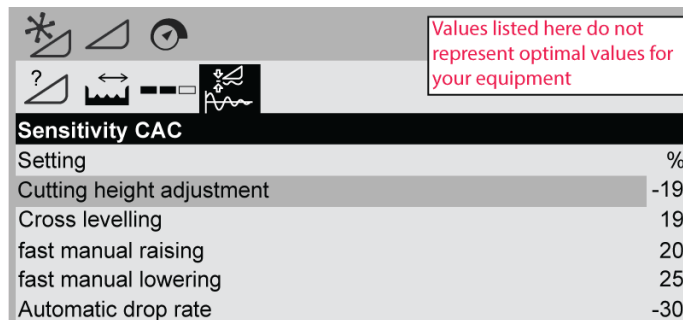 Values listed here do not
represent optimal values for
your equipment
?
Sensitivity CAC
Setting %
Cutting height adjustment -19
Cross levelling 19
fast manual raising 20
fast manual lowering 25
Automatic drop rate -30